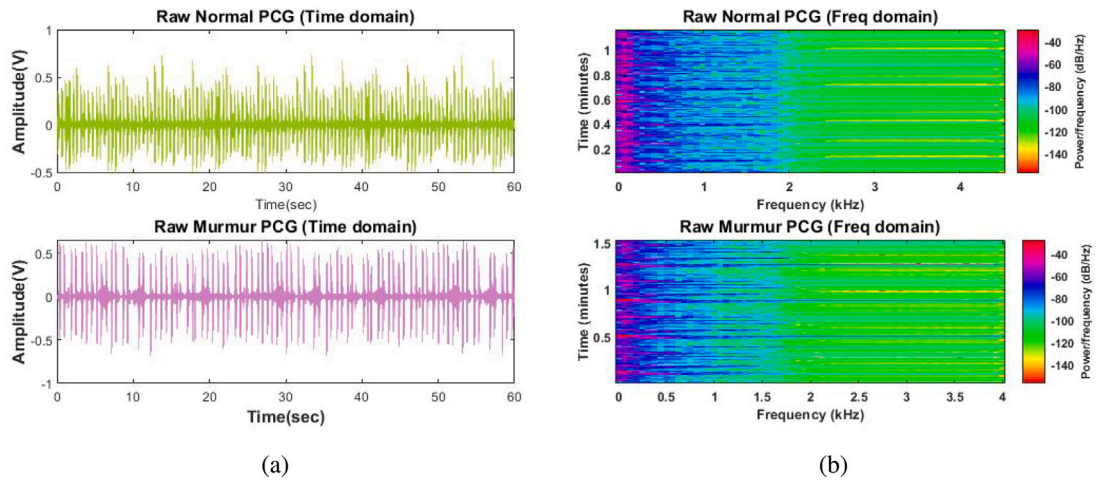 Raw Normal PCG (Time domain)
Amplitude(V)
1
0.5
0
-0.5
0 10 20 30 40 50 60
Time(sec)
Raw Murmur PCG (Time domain)
Amplitude(V)
0.5
0
-0.5
-1
0 10 20 30 40 50 60
Time(sec)
(a)
Raw Normal PCG (Freq domain)
Time (minutes)
1
0.8
0.6
0.4
0.2
0 1 2 3 4
Frequency (kHz)
-40
-60
-80
-100
-120
-140
Power/frequency (dB/Hz)
Raw Murmur PCG (Freq domain)
Time (minutes)
1.5
1
0.5
0 0.5 1 1.5 2 2.5 3 3.5 4
Frequency (kHz)
-40
-60
-80
-100
-120
-140
Power/frequency (dB/Hz)
(b)